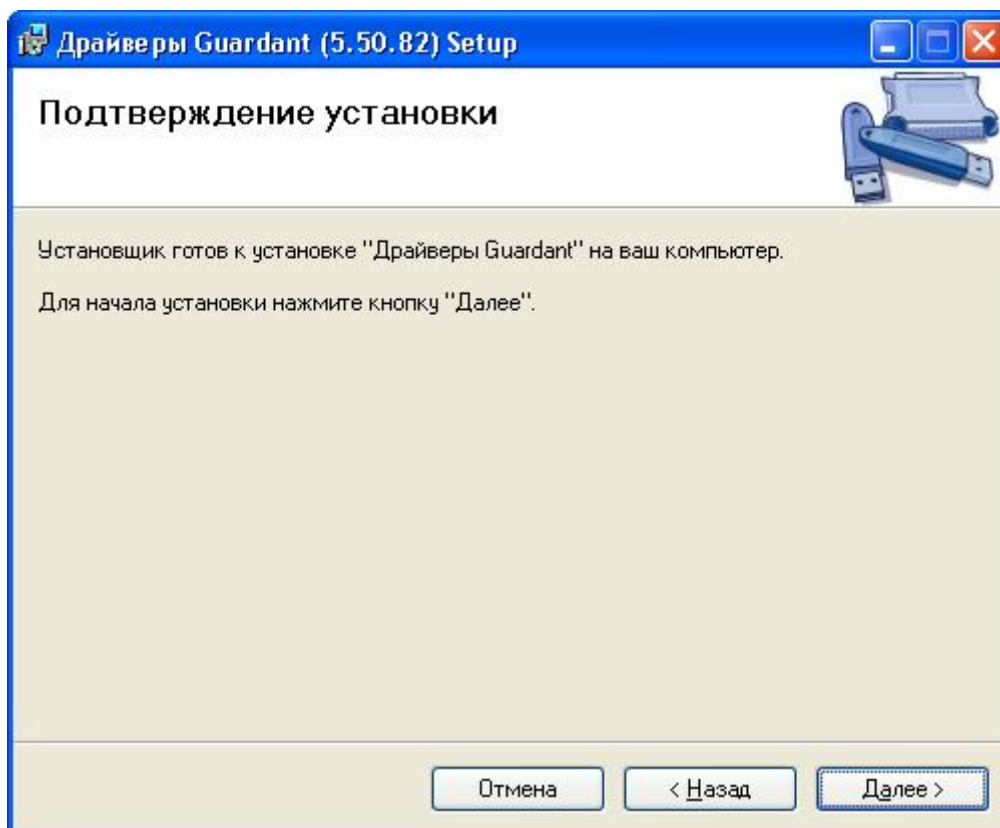 Драйверы Guardant (5.50.82) Setup
Подтверждение установки
Установщик готов к установке "Драйверы Guardant" на ваш компьютер.
Для начала установки нажмите кнопку "Далее".
Отмена
< Назад
Далее >